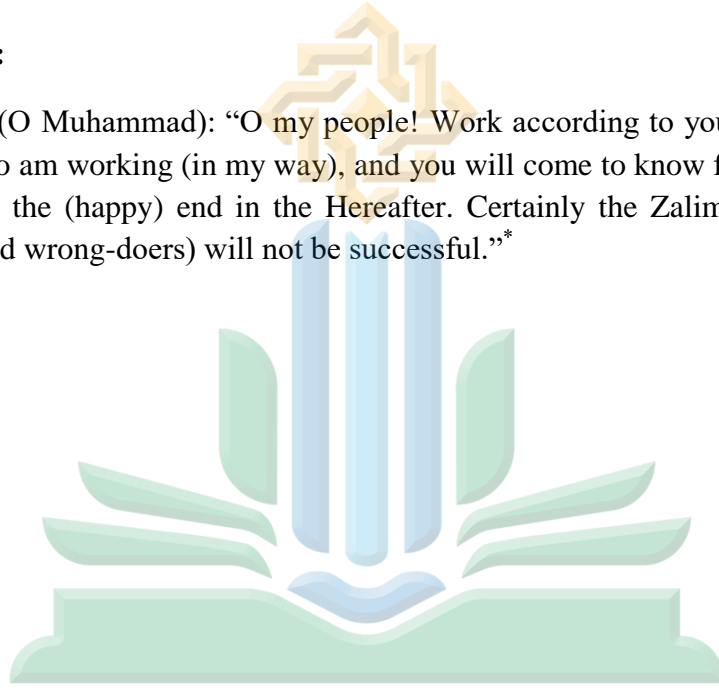 :
(O Muhammad): “O my people! Work according to you
o am working (in my way), and you will come to know f
the (happy) end in the Hereafter. Certainly the Zalim
d wrong-doers) will not be successful.”*